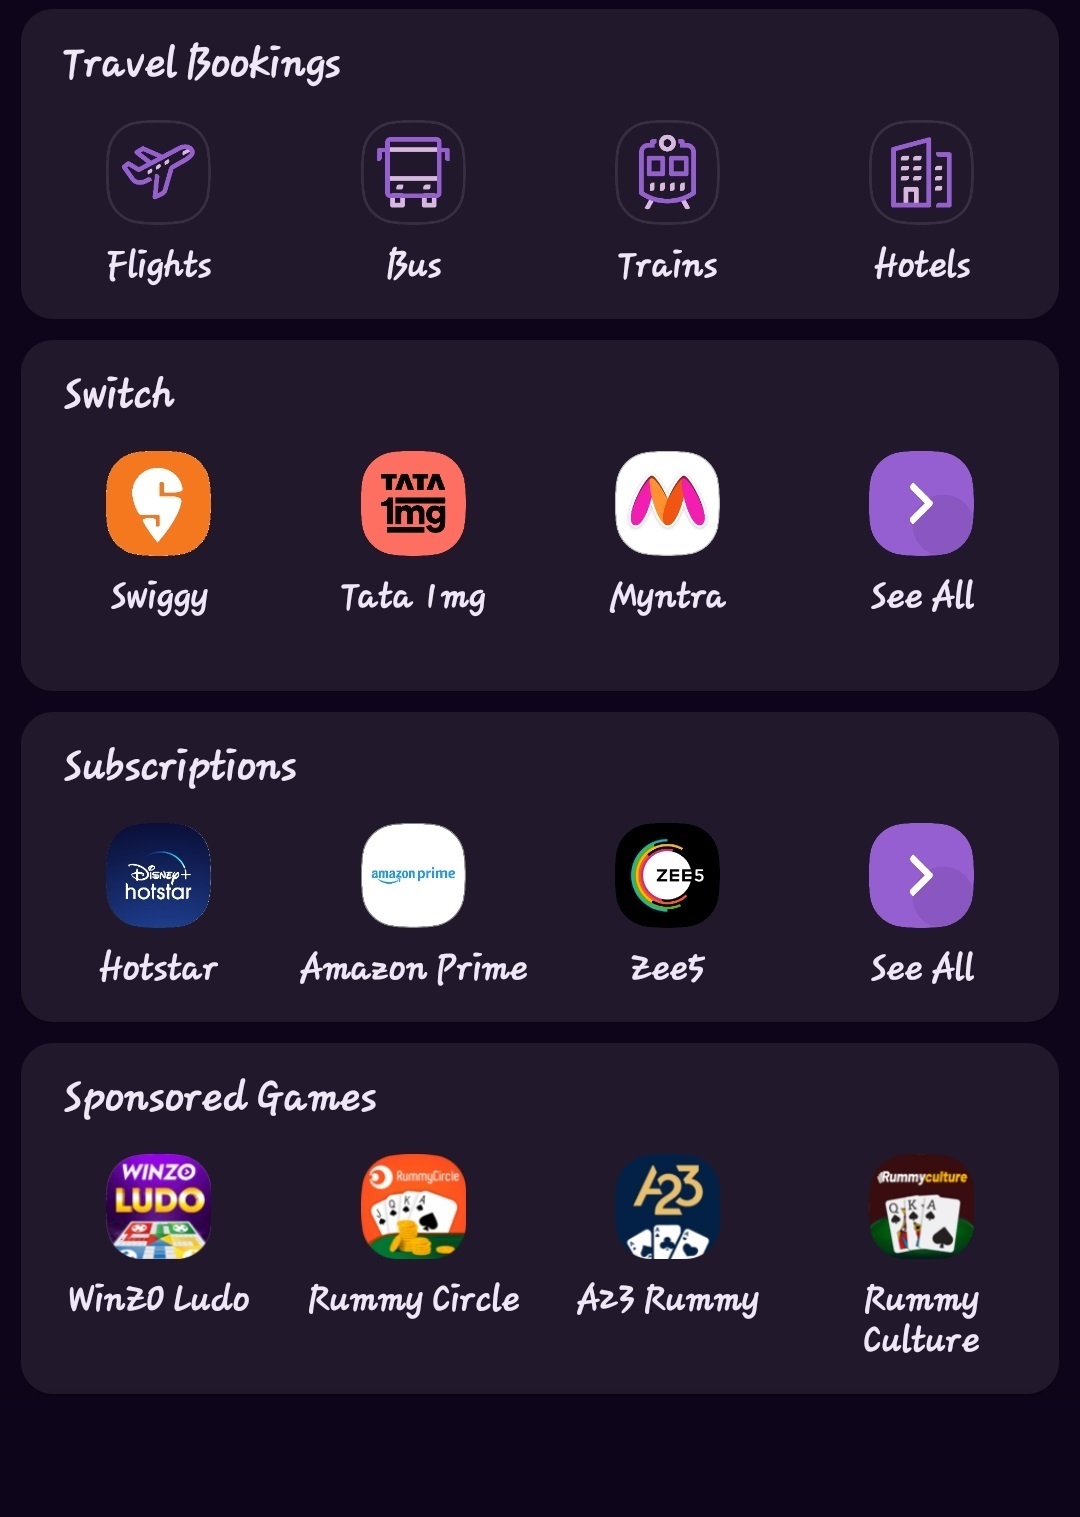 Travel Bookings
Flights Bus Trains Hotels
Switch
TATA
1mg
Swiggy Tata 1mg Myntra See All
Subscriptions
Disney+
hotstar
amazon prime
ZEE5
Hotstar Amazon Prime Zee5 See All
Sponsored Games
WINZO
LUDO
RummyCircle
J Q K A
A23
Rummyculture
Q K A
WinZO Ludo Rummy Circle A23 Rummy Rummy
Culture